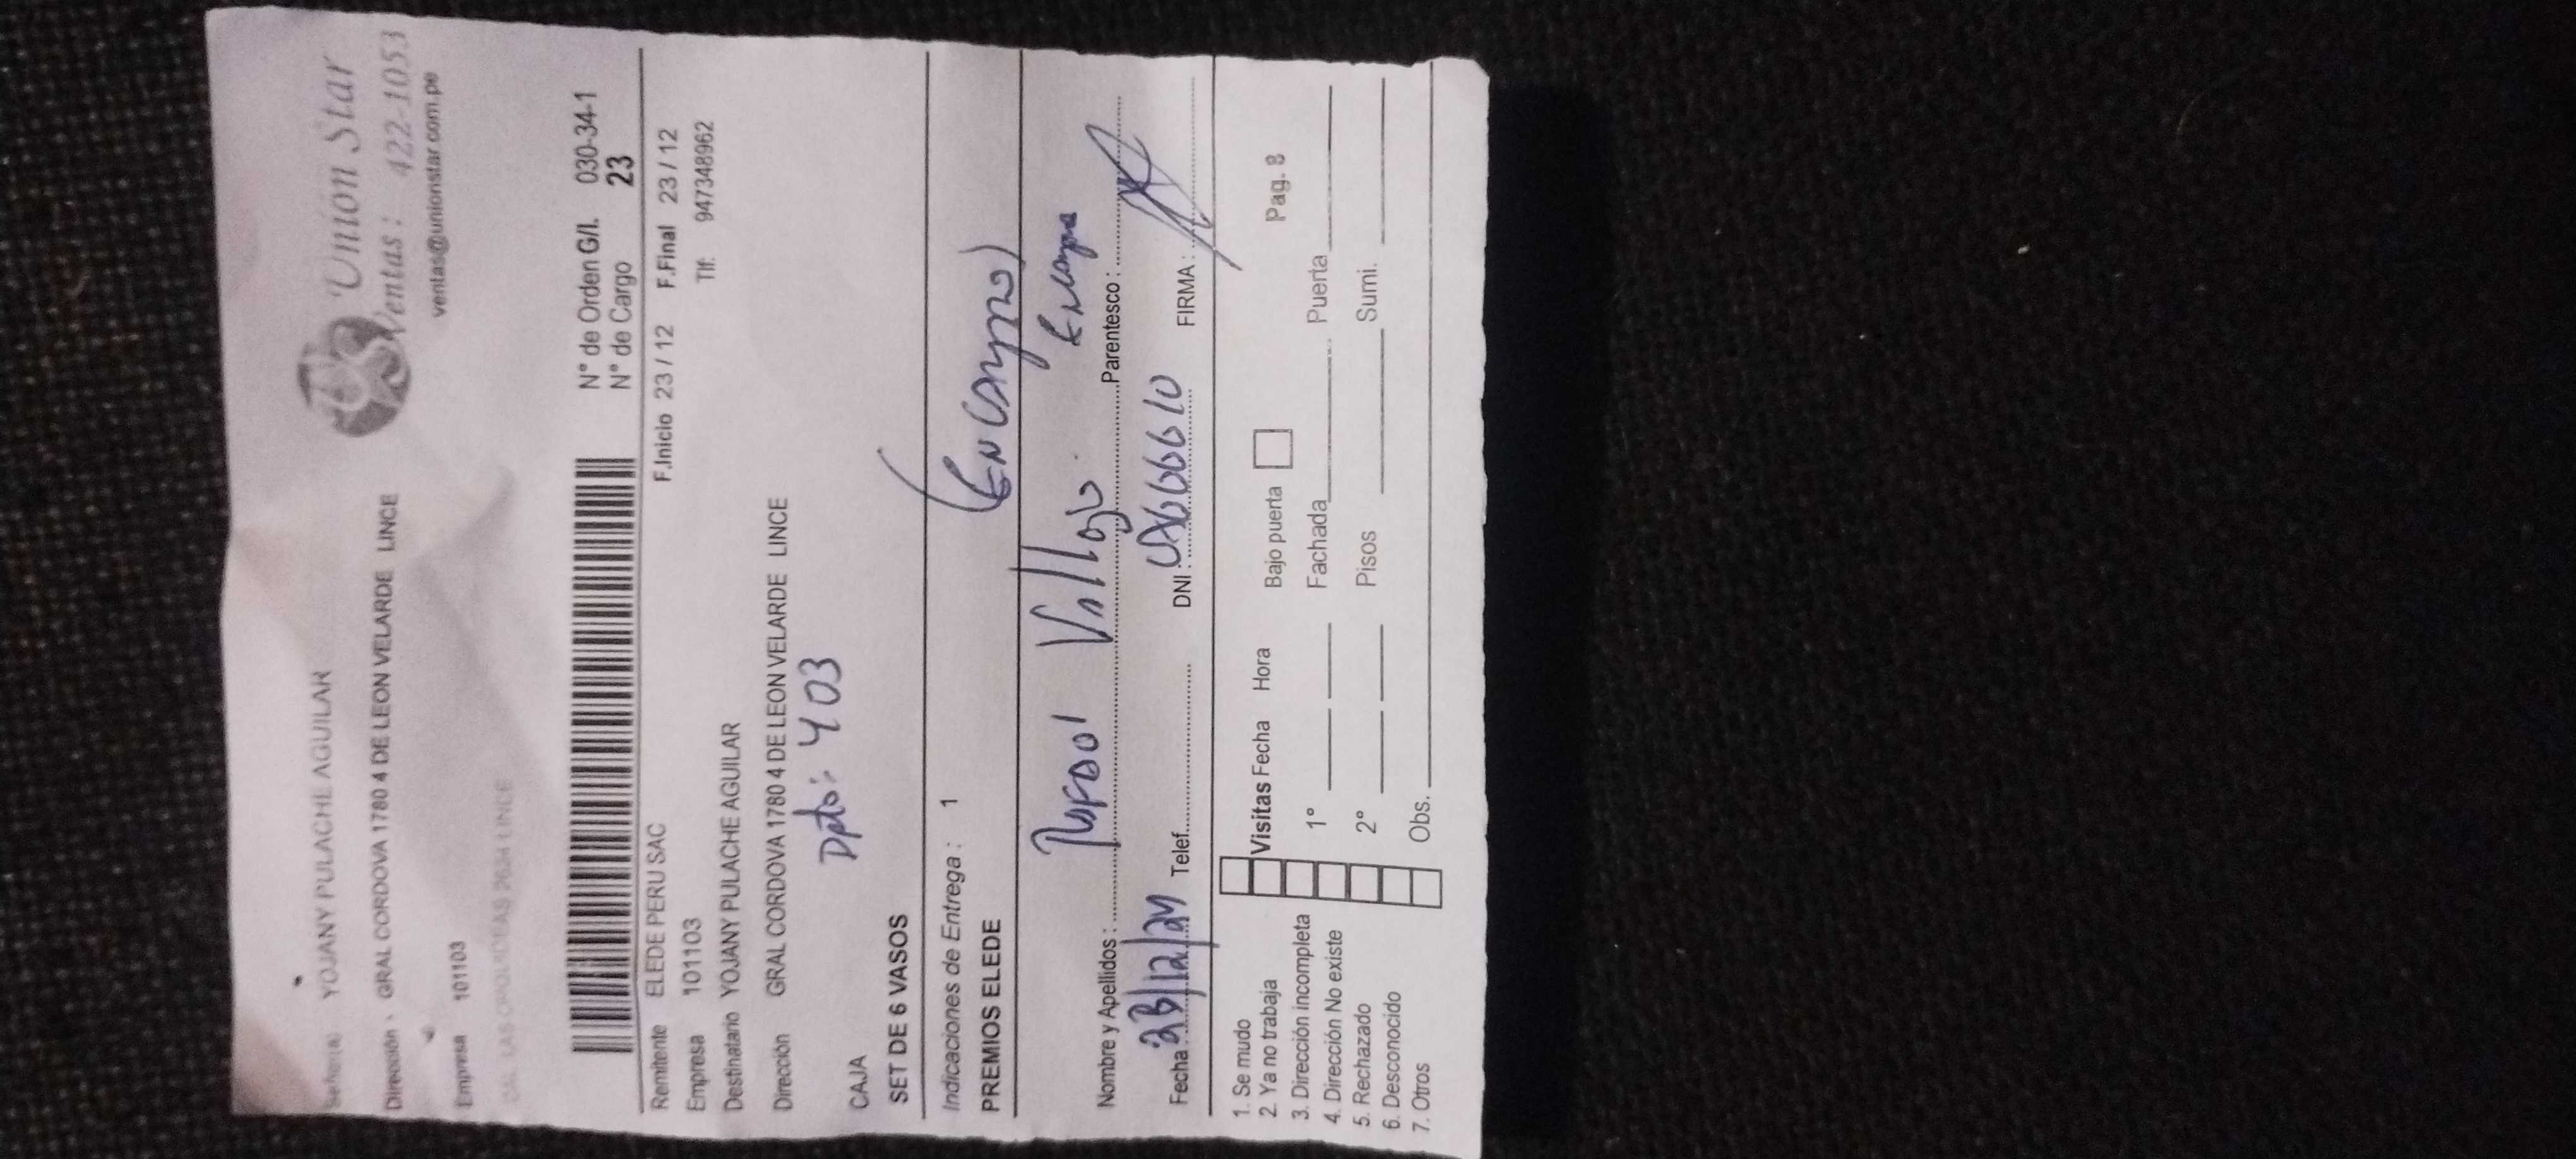 Unión Star
Ventas: 422-1053
ventas@unionstar.com.pe
Señor(a) YOJANY PULACHE AGUILAR
Dirección GRAL CORDOVA 1780 4 DE LEON VELARDE LINCE
Empresa 101103
N° de Orden G/I. 030-34-1
N° de Cargo 23
Remitente ELEDE PERU SAC F.Inicio 23 / 12 F.Final 23 / 12
Empresa 101103 Tlf: 947348962
Destinatario YOJANY PULACHE AGUILAR
Dirección GRAL CORDOVA 1780 4 DE LEON VELARDE LINCE
Dpto: 403
CAJA
SET DE 6 VASOS
Indicaciones de Entrega : 1
PREMIOS ELEDE
Nombre y Apellidos : Parentesco :
Fecha : 23/12/24 Telef. DNI : FIRMA :
1. Se mudo
2. Ya no trabaja
3. Dirección incompleta
4. Dirección No existe
5. Rechazado
6. Desconocido
7. Otros
Visitas Fecha Hora Bajo puerta Pag. 8
1° Fachada Puerta
2° Pisos Sumi.
Obs.